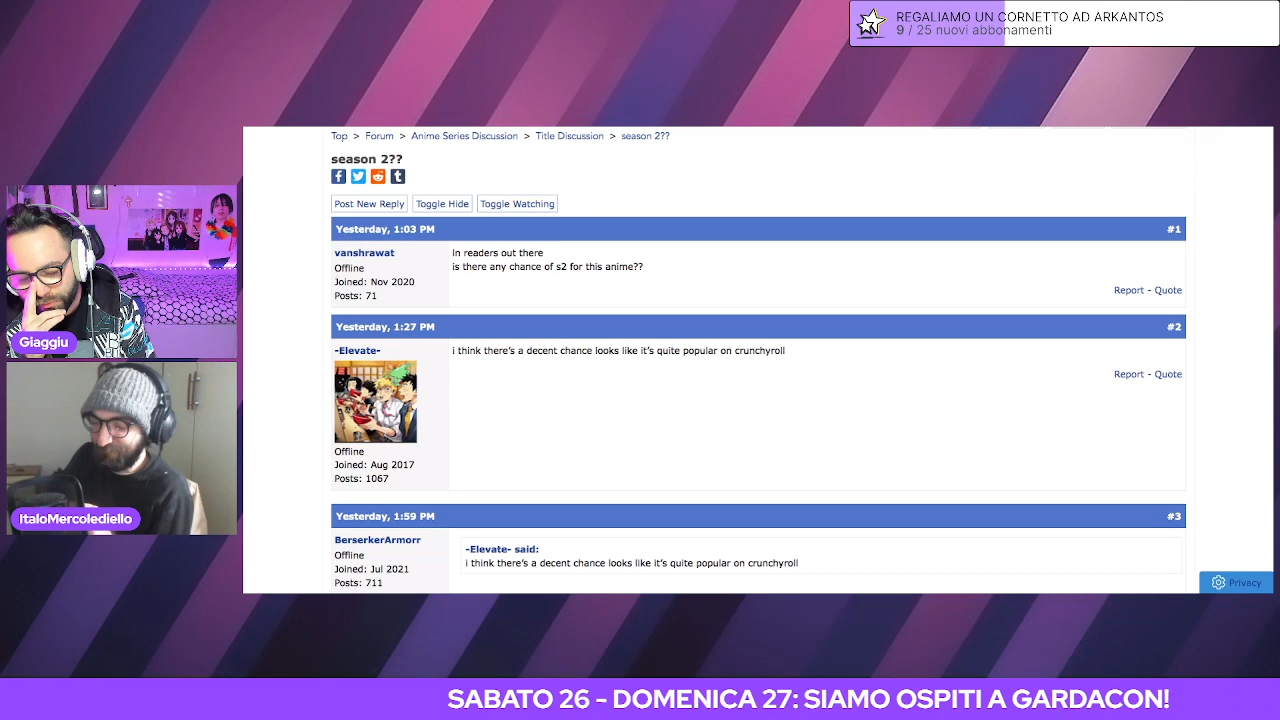 REGALIAMO UN CORNETTO AD ARKANTOS
9 / 25 nuovi abbonamenti
Top > Forum > Anime Series Discussion > Title Discussion > season 2??
season 2??
Post New Reply Toggle Hide Toggle Watching
Yesterday, 1:03 PM #1
vanshrawat
Offline
Joined: Nov 2020
Posts: 71
In readers out there
is there any chance of s2 for this anime??
Report - Quote
Yesterday, 1:27 PM #2
-Elevate-
i think there's a decent chance looks like it's quite popular on crunchyroll
Report - Quote
Offline
Joined: Aug 2017
Posts: 1067
Yesterday, 1:59 PM #3
BerserkerArmorr
Offline
Joined: Jul 2021
Posts: 711
-Elevate- said:
i think there's a decent chance looks like it's quite popular on crunchyroll
Privacy
Giaggiu
ItaloMercolediello
SABATO 26 - DOMENICA 27: SIAMO OSPITI A GARDACON!